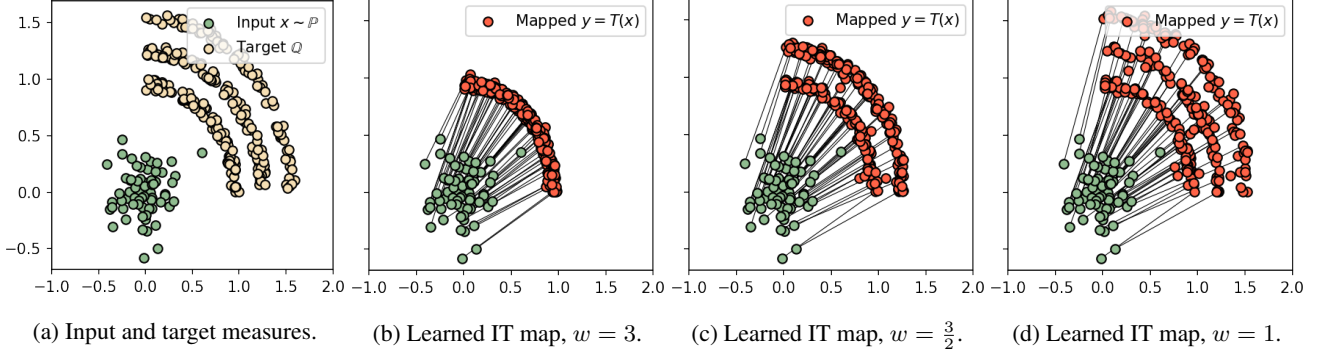 Input x ~ ℙ
Target ℚ
Mapped y = T(x)
Mapped y = T(x)
Mapped y = T(x)
1.5
1.0
0.5
0.0
−0.5
−1.0 −0.5 0.0 0.5 1.0 1.5 2.0
−1.0 −0.5 0.0 0.5 1.0 1.5 2.0
−1.0 −0.5 0.0 0.5 1.0 1.5 2.0
−1.0 −0.5 0.0 0.5 1.0 1.5 2.0
(a) Input and target measures.
(b) Learned IT map, w = 3.
(c) Learned IT map, w = 3/2.
(d) Learned IT map, w = 1.